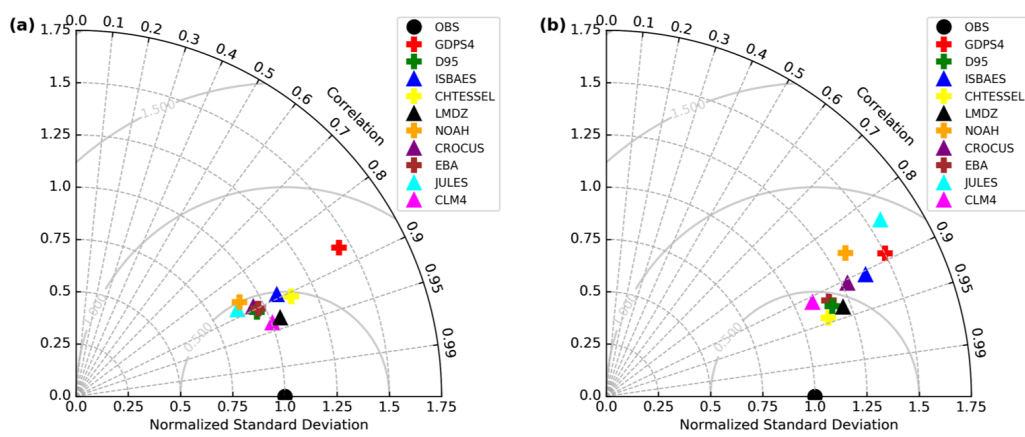 (a)
0.0
0.1
0.2
0.3
0.4
0.5
0.6
0.7
0.8
0.9
0.95
0.99
Correlation
1.75
1.5
1.25
1.0
0.75
0.5
0.25
0.0
0.0 0.25 0.5 0.75 1.0 1.25 1.5 1.75
Normalized Standard Deviation
1.500
1.000
0.500
OBS
GDPS4
D95
ISBAES
CHTESSEL
LMDZ
NOAH
CROCUS
EBA
JULES
CLM4
(b)
0.0
0.1
0.2
0.3
0.4
0.5
0.6
0.7
0.8
0.9
0.95
0.99
Correlation
1.75
1.5
1.25
1.0
0.75
0.5
0.25
0.0
0.0 0.25 0.5 0.75 1.0 1.25 1.5 1.75
Normalized Standard Deviation
1.500
1.000
0.500
OBS
GDPS4
D95
ISBAES
CHTESSEL
LMDZ
NOAH
CROCUS
EBA
JULES
CLM4